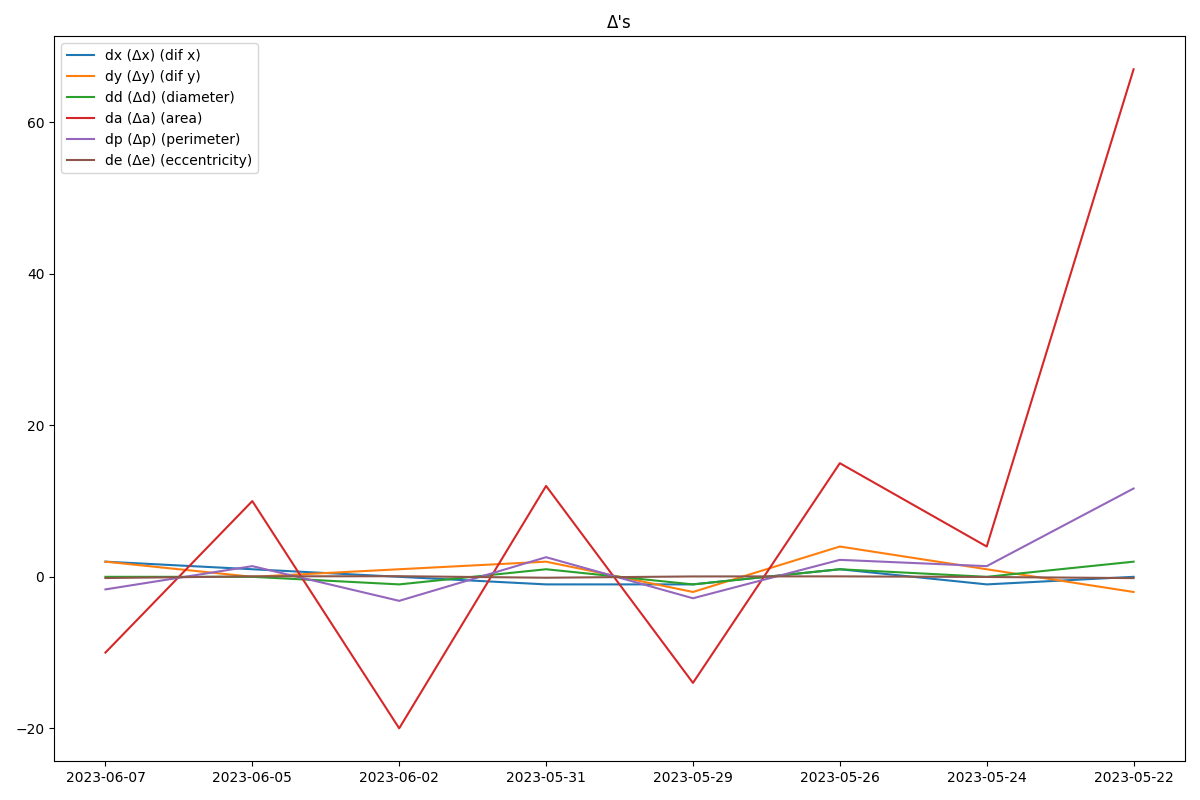 Δ's
dx (Δx) (dif x)
dy (Δy) (dif y)
dd (Δd) (diameter)
da (Δa) (area)
dp (Δp) (perimeter)
de (Δe) (eccentricity)
60
40
20
0
−20
2023-06-07 2023-06-05 2023-06-02 2023-05-31 2023-05-29 2023-05-26 2023-05-24 2023-05-22